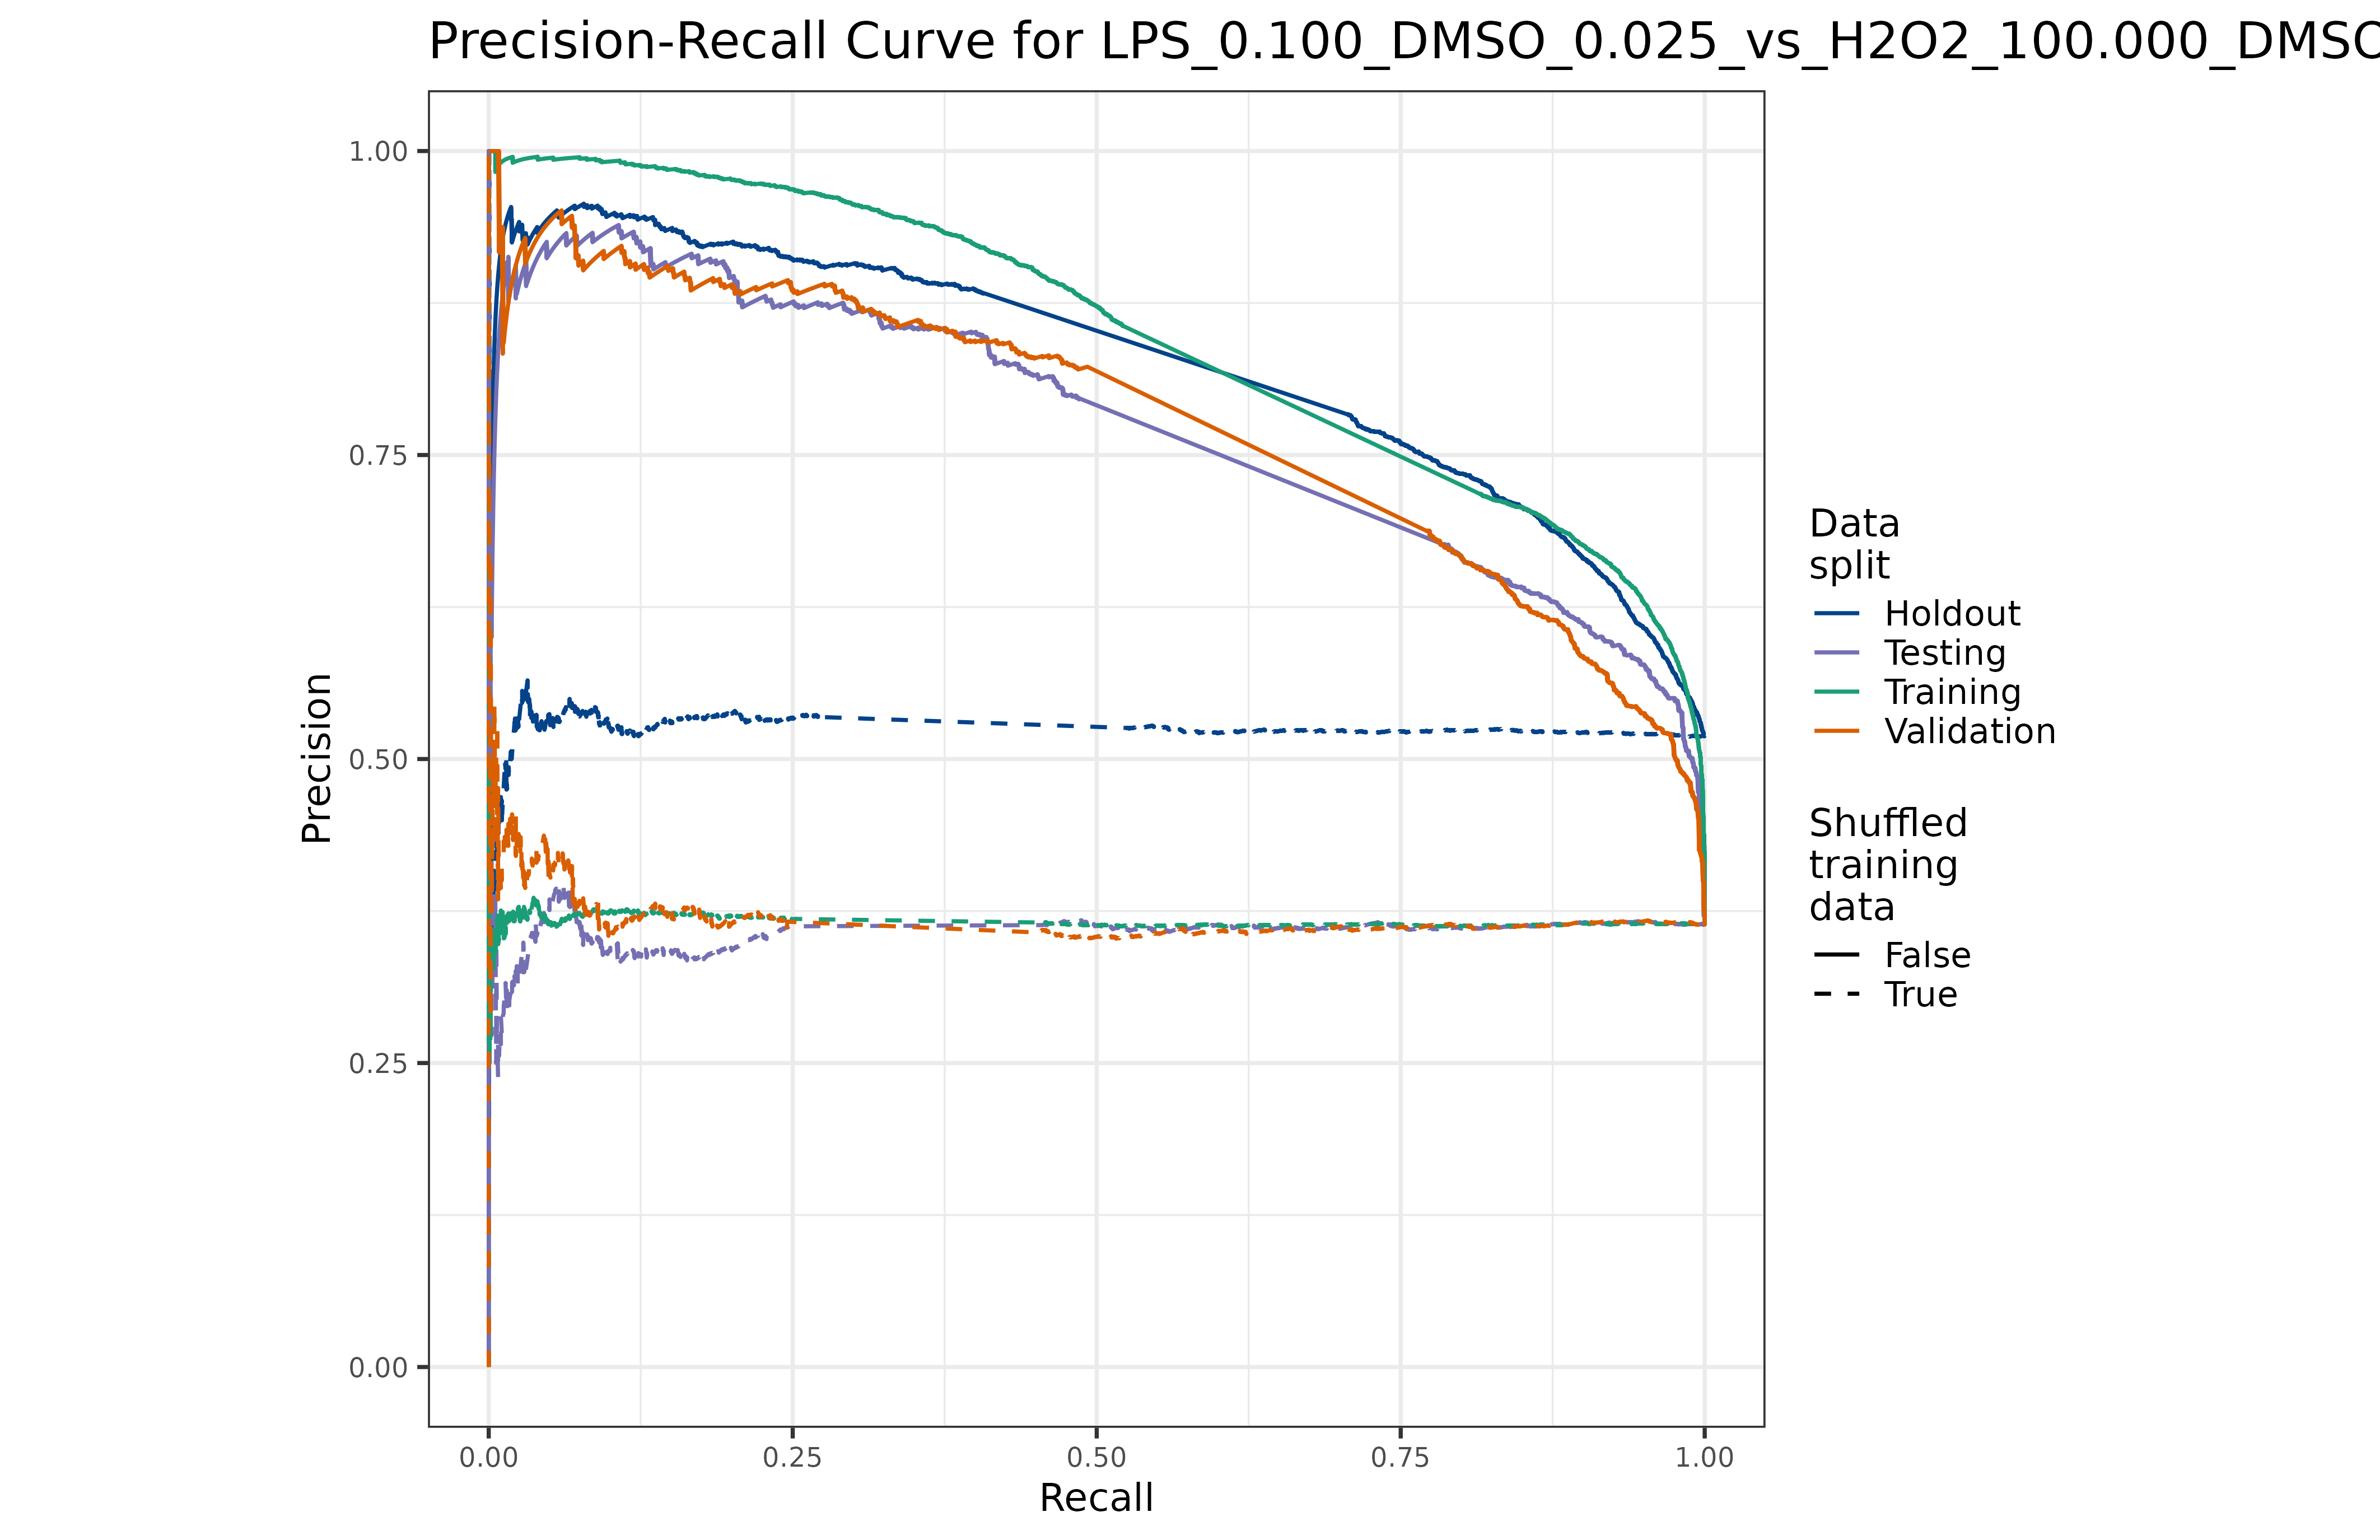 Precision-Recall Curve for LPS_0.100_DMSO_0.025_vs_H2O2_100.000_DMSO
1.00
0.75
0.50
0.25
0.00
Precision
0.00 0.25 0.50 0.75 1.00
Recall
Data
split
Holdout
Testing
Training
Validation
Shuffled
training
data
False
True